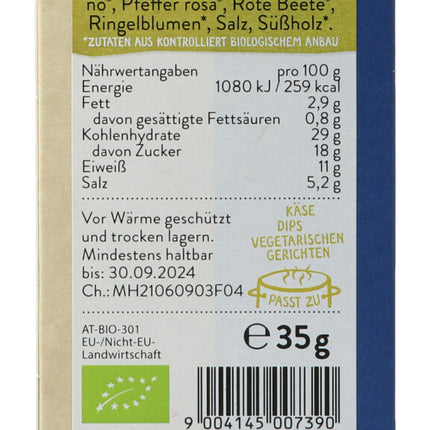 no*, Pfeffer rosa*, Rote Beete*,
Ringelblumen*, Salz, Süßholz*.
*ZUTATEN AUS KONTROLLIERT BIOLOGISCHEM ANBAU
Nährwertangaben pro 100 g
Energie 1080 kJ / 259 kcal
Fett 2,9 g
davon gesättigte Fettsäuren 0,8 g
Kohlenhydrate 29 g
davon Zucker 18 g
Eiweiß 11 g
Salz 5,2 g
Vor Wärme geschützt
und trocken lagern.
Mindestens haltbar
bis: 30.09.2024
Ch.: MH21060903F04
KÄSE
DIPS
VEGETARISCHEN
GERICHTEN
PASST ZU
AT-BIO-301
EU-/Nicht-EU-
Landwirtschaft
e 35g
9 004145 007390